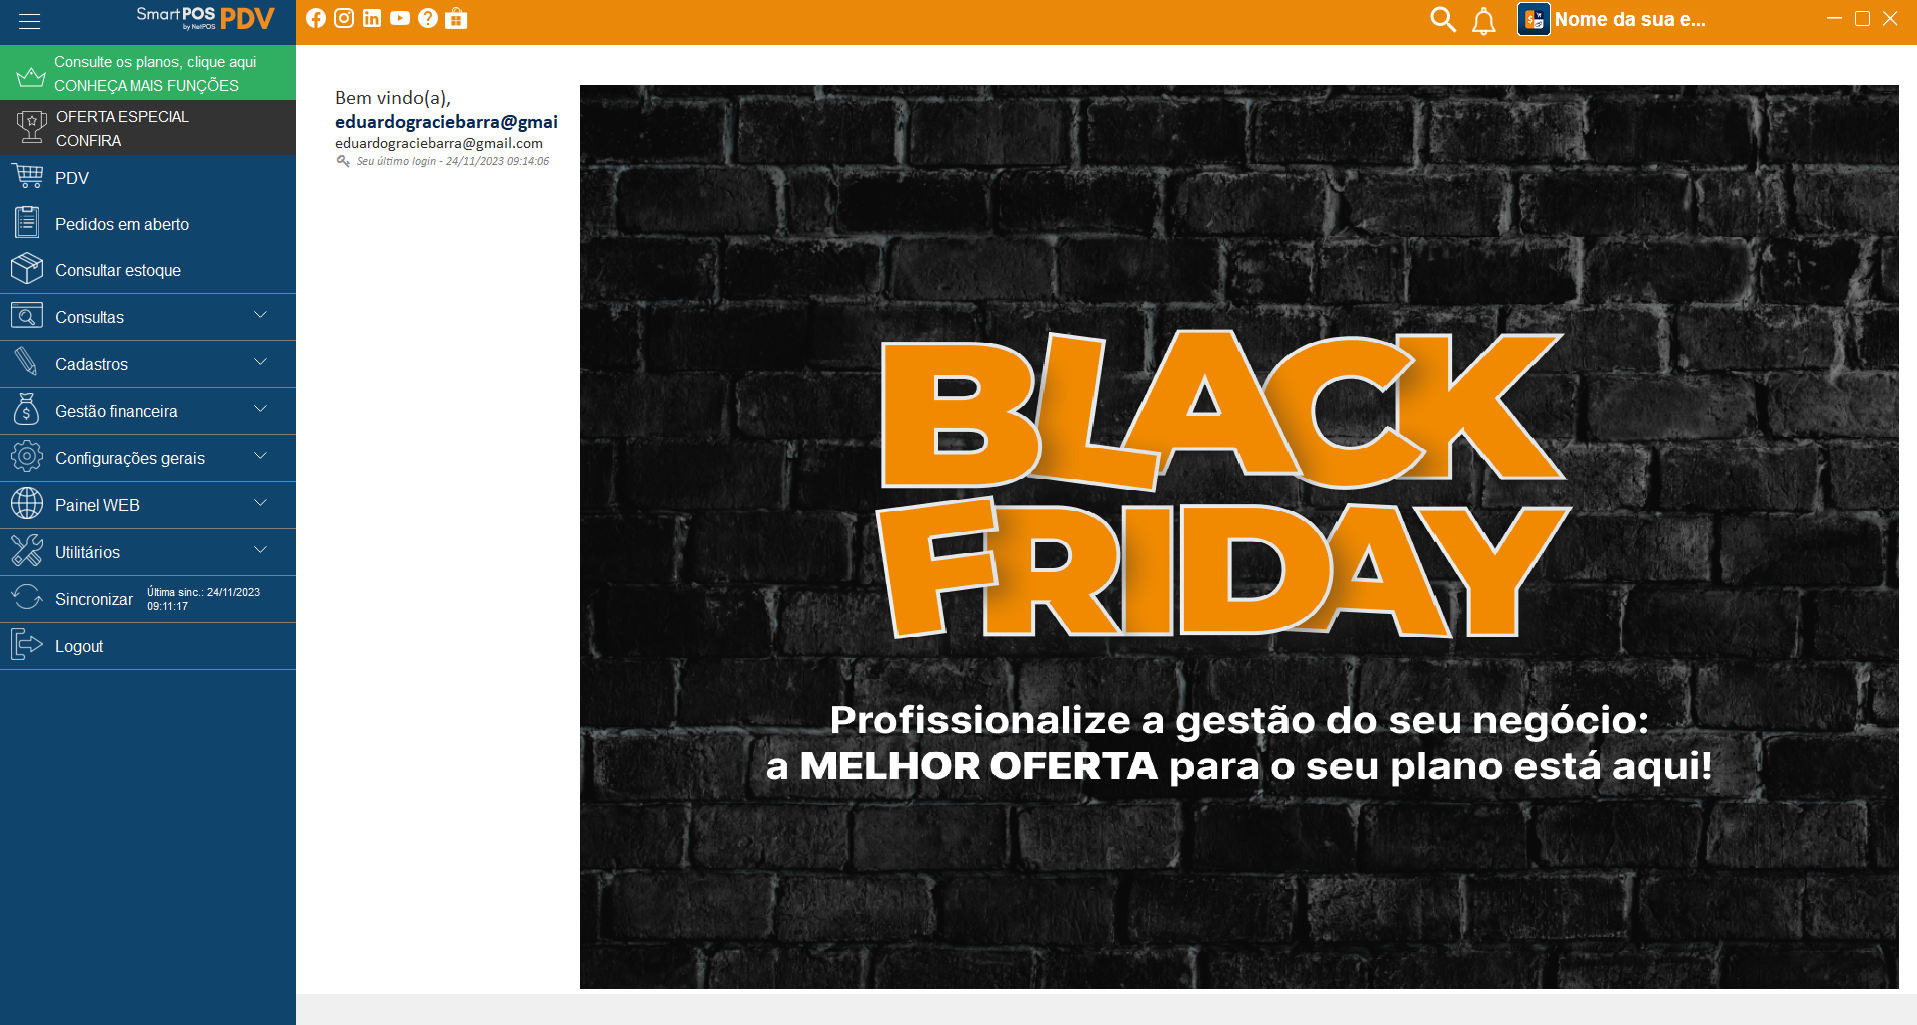 SmartPOS PDV
by NetPOS
Nome da sua e...
Consulte os planos, clique aqui
CONHEÇA MAIS FUNÇÕES
OFERTA ESPECIAL
CONFIRA
PDV
Pedidos em aberto
Consultar estoque
Consultas
Cadastros
Gestão financeira
Configurações gerais
Painel WEB
Utilitários
Sincronizar
Última sinc.: 24/11/2023
09:11:17
Logout
Bem vindo(a),
eduardograciebarra@gmai
eduardograciebarra@gmail.com
Seu último login - 24/11/2023 09:14:06
BLACK
FRIDAY
Profissionalize a gestão do seu negócio:
a MELHOR OFERTA para o seu plano está aqui!